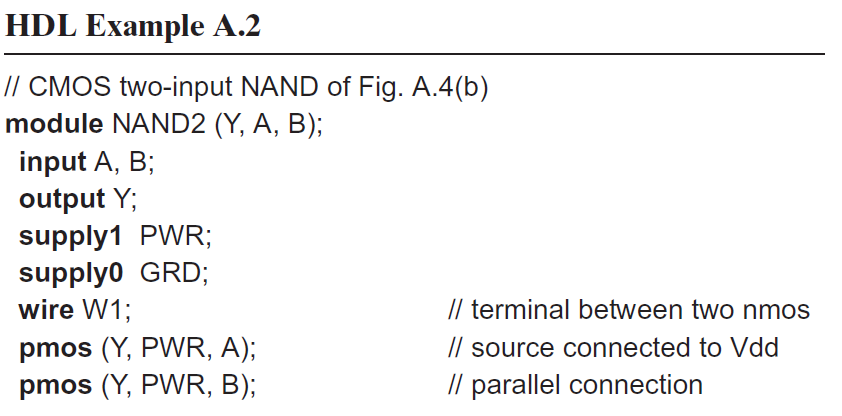 HDL Example A.2
// CMOS two-input NAND of Fig. A.4(b)
module NAND2 (Y, A, B);
input A, B;
output Y;
supply1 PWR;
supply0 GRD;
wire W1; // terminal between two nmos
pmos (Y, PWR, A); // source connected to Vdd
pmos (Y, PWR, B); // parallel connection